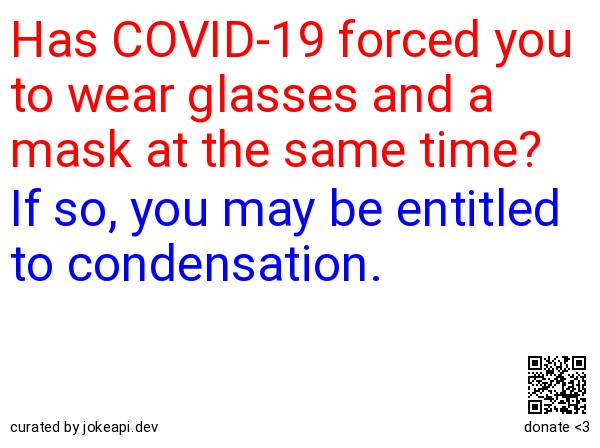 Has COVID-19 forced you
to wear glasses and a
mask at the same time?
If so, you may be entitled
to condensation.
curated by jokeapi.dev
donate <3